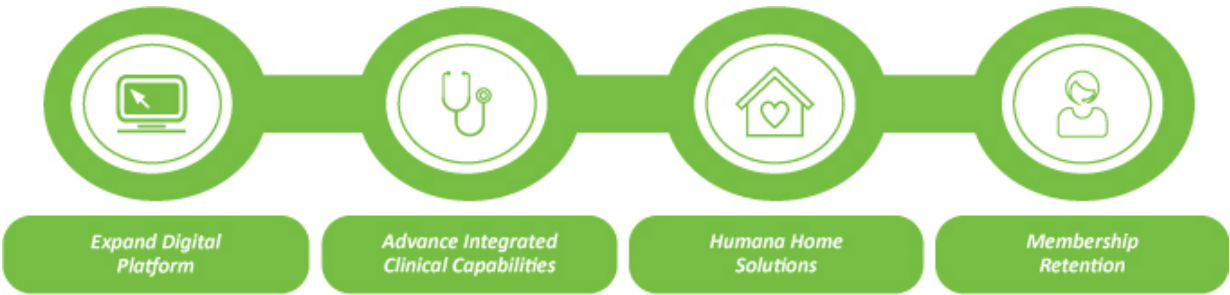 Expand Digital
Platform
Advance Integrated
Clinical Capabilities
Humana Home
Solutions
Membership
Retention